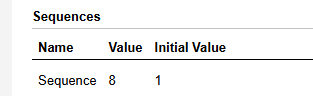 Sequences
Name Value Initial Value
Sequence 8 1